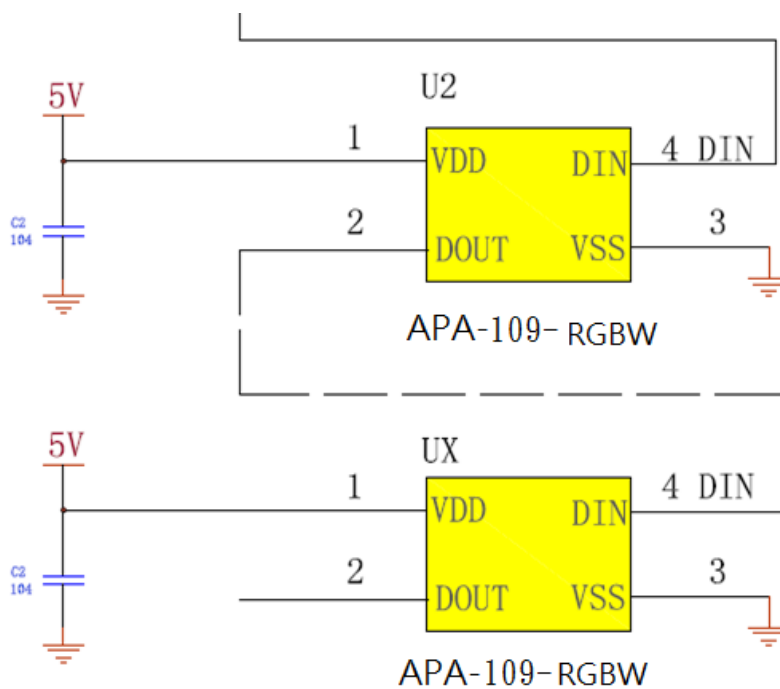 U2
5V
1
4 DIN
VDD
DIN
C2
104
2
3
DOUT
VSS
APA-109-RGBW
UX
5V
1
4 DIN
VDD
DIN
C2
104
2
3
DOUT
VSS
APA-109-RGBW